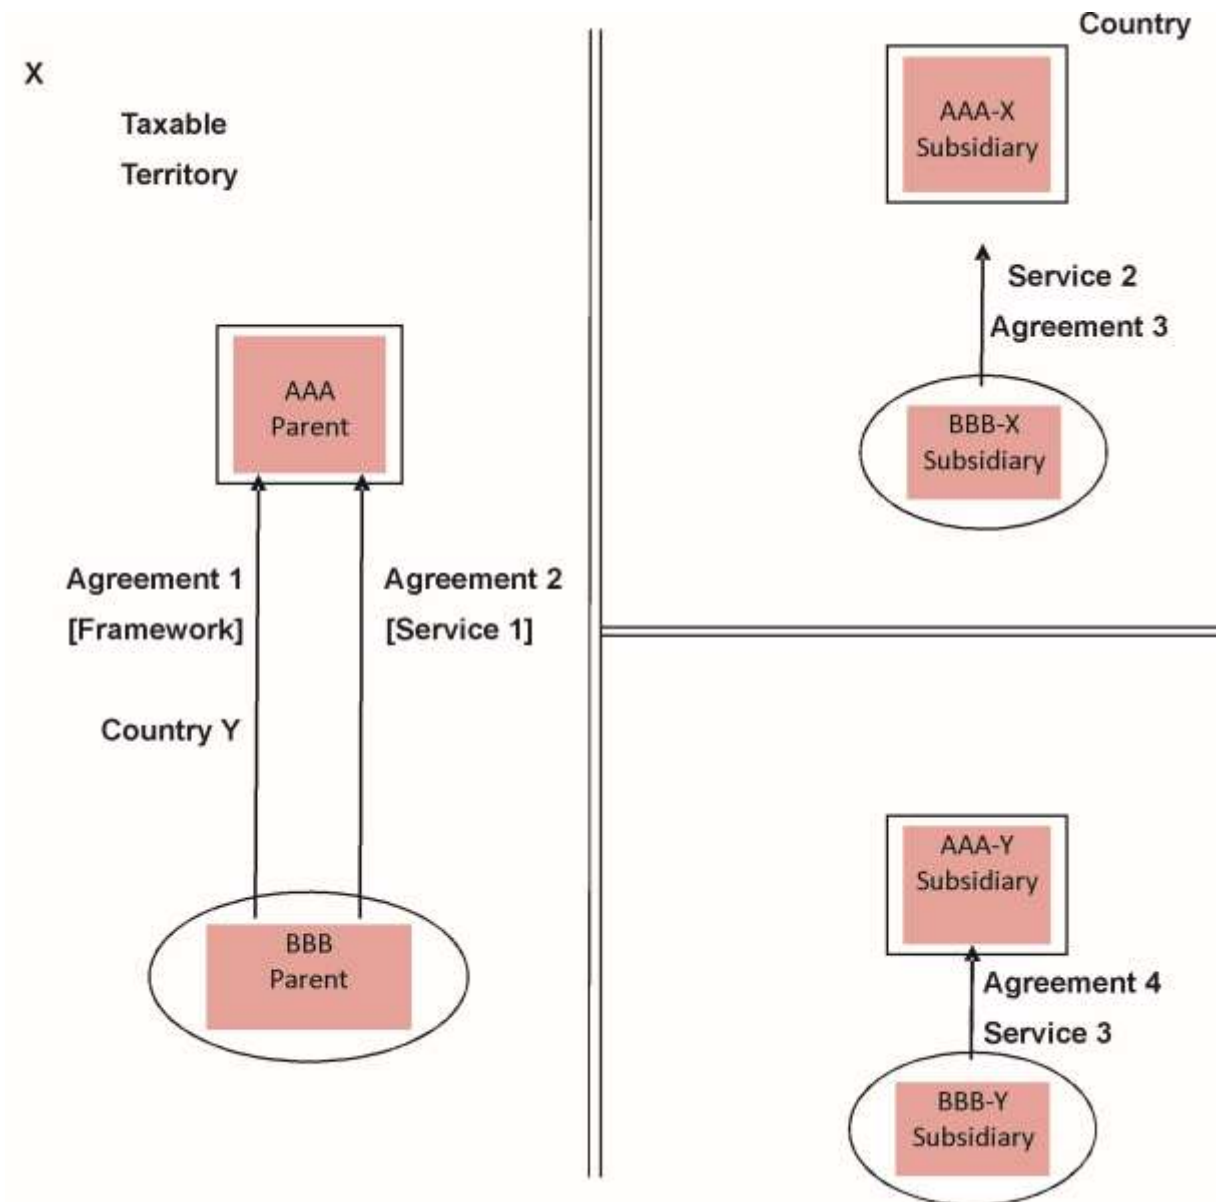 Country
X
Taxable
Territory
AAA-X
Subsidiary
Service 2
Agreement 3
BBB-X
Subsidiary
AAA
Parent
Agreement 1
[Framework]
Agreement 2
[Service 1]
Country Y
BBB
Parent
AAA-Y
Subsidiary
Agreement 4
Service 3
BBB-Y
Subsidiary